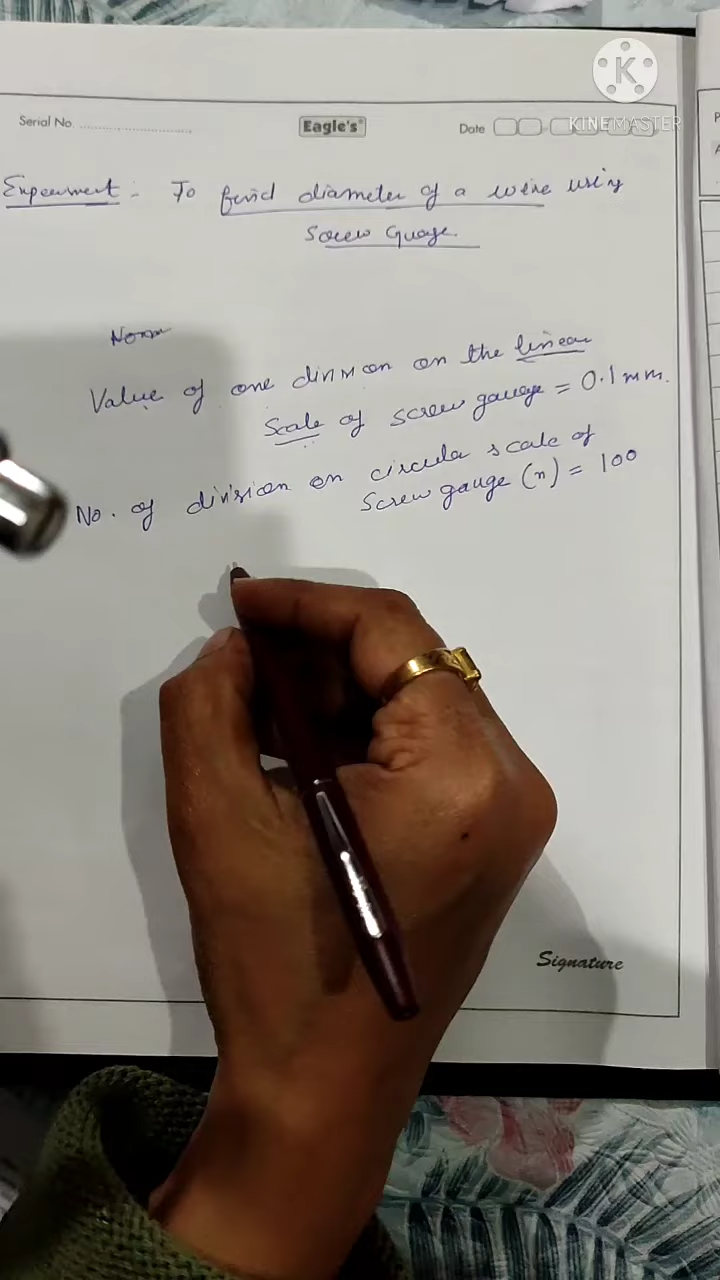 KINEMASTER
Serial No.
Eagle's
Date
Experiment :- To find diameter of a wire using
Screw Guage.
Value of one division on the linear
Scale of screw gauge = 0.1 mm.
No. of division on circular scale of
Screw gauge (n) = 100
Signature